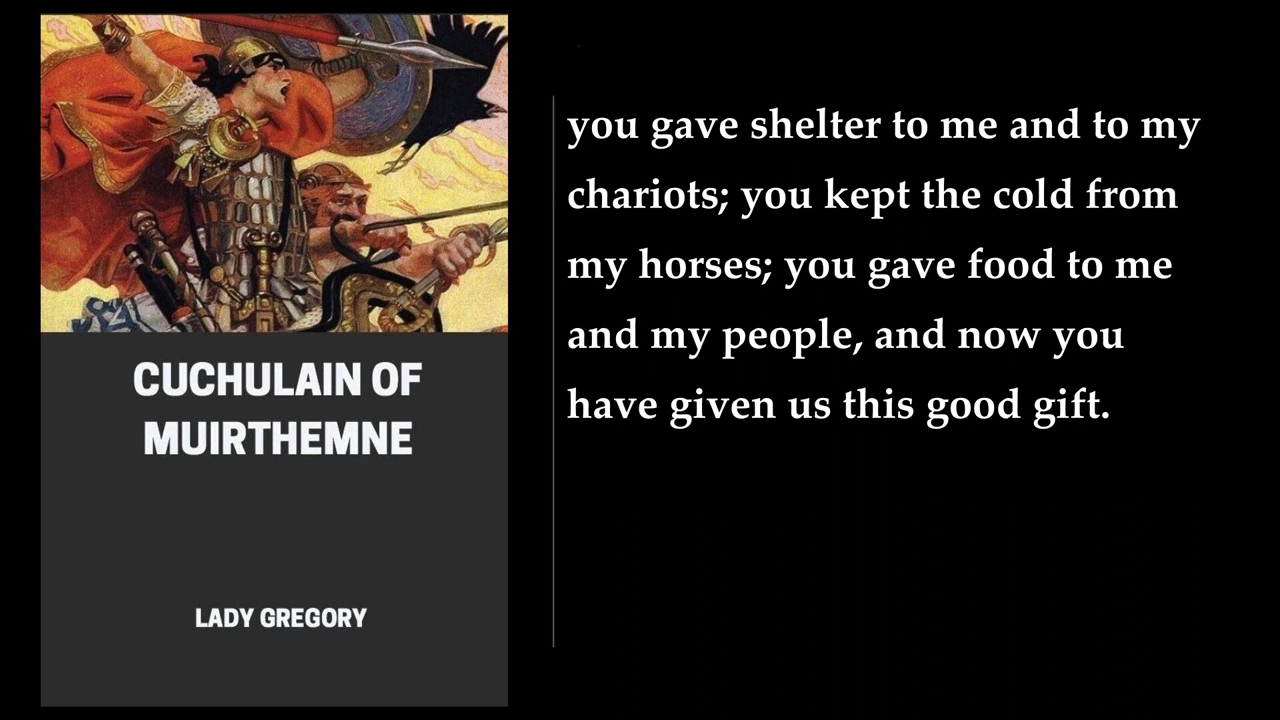 CUCHULAIN OF
MUIRTHEMNE
LADY GREGORY
you gave shelter to me and to my
chariots; you kept the cold from
my horses; you gave food to me
and my people, and now you
have given us this good gift.